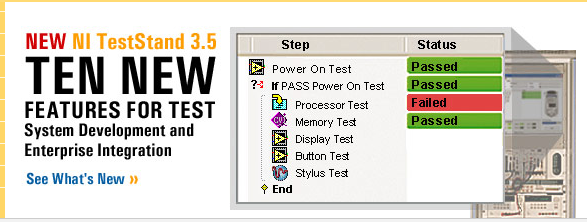 NEW NI TestStand 3.5
TEN NEW
FEATURES FOR TEST
System Development and
Enterprise Integration
See What's New »
Step Status
Power On Test Passed
If PASS Power On Test Passed
Processor Test Failed
Memory Test Passed
Display Test
Button Test
Stylus Test
End